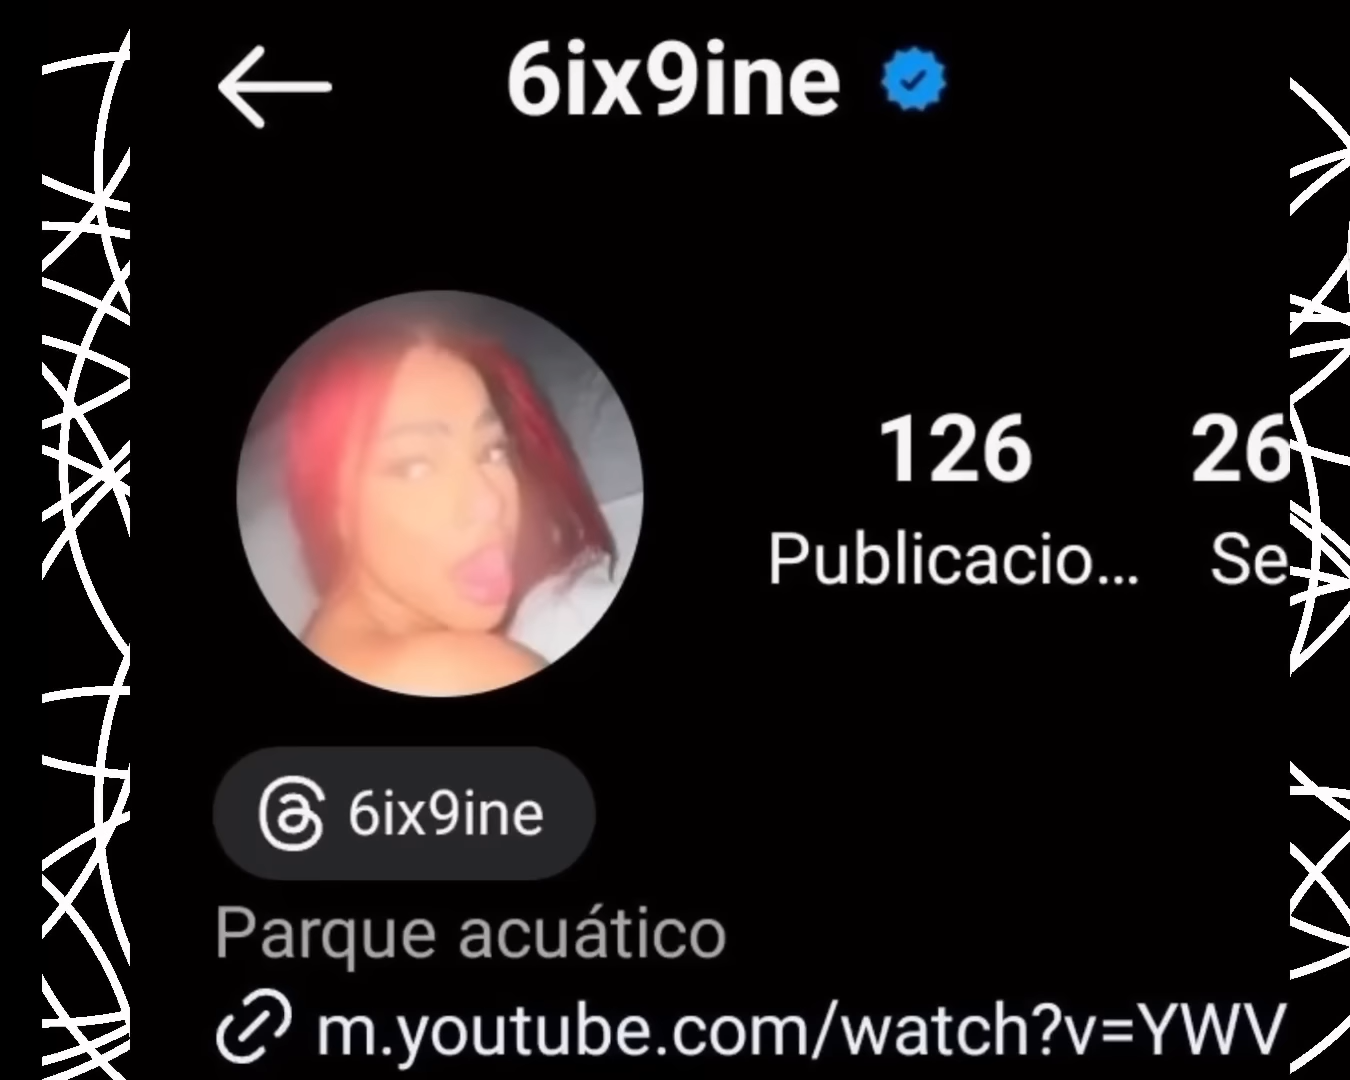 6ix9ine
126 26
Publicacio... Se
6ix9ine
Parque acuático
m.youtube.com/watch?v=YWV